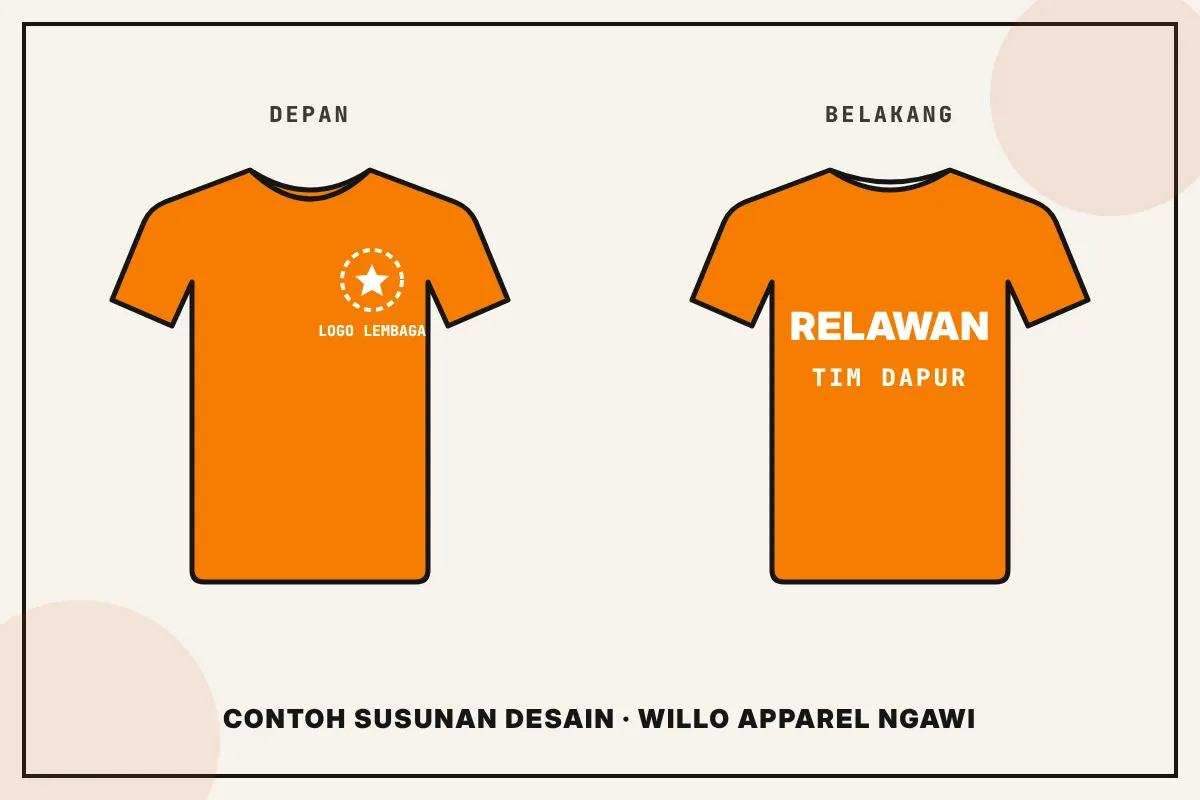 DEPAN
BELAKANG
LOGO LEMBAGA
RELAWAN
TIM DAPUR
CONTOH SUSUNAN DESAIN · WILLO APPAREL NGAWI